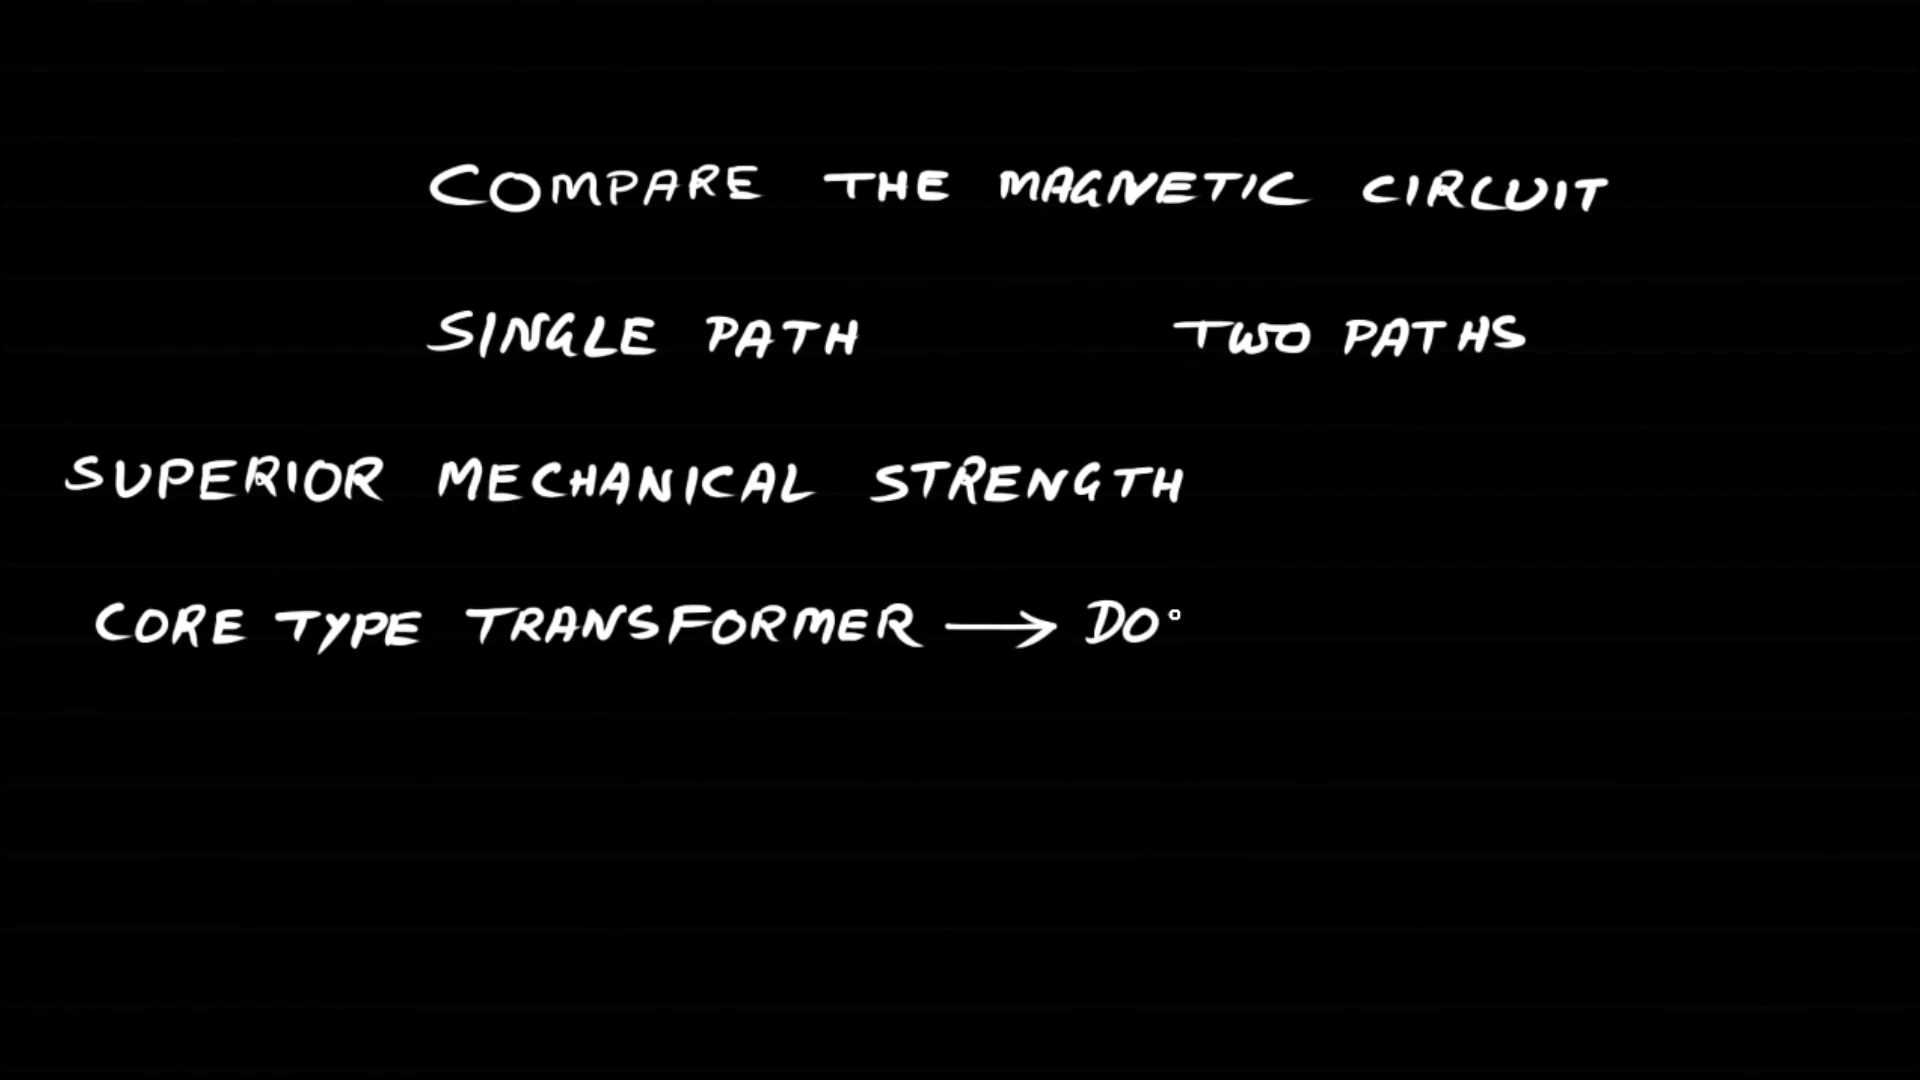 COMPARE THE MAGNETIC CIRCUIT
SINGLE PATH TWO PATHS
SUPERIOR MECHANICAL STRENGTH
CORE TYPE TRANSFORMER → DO